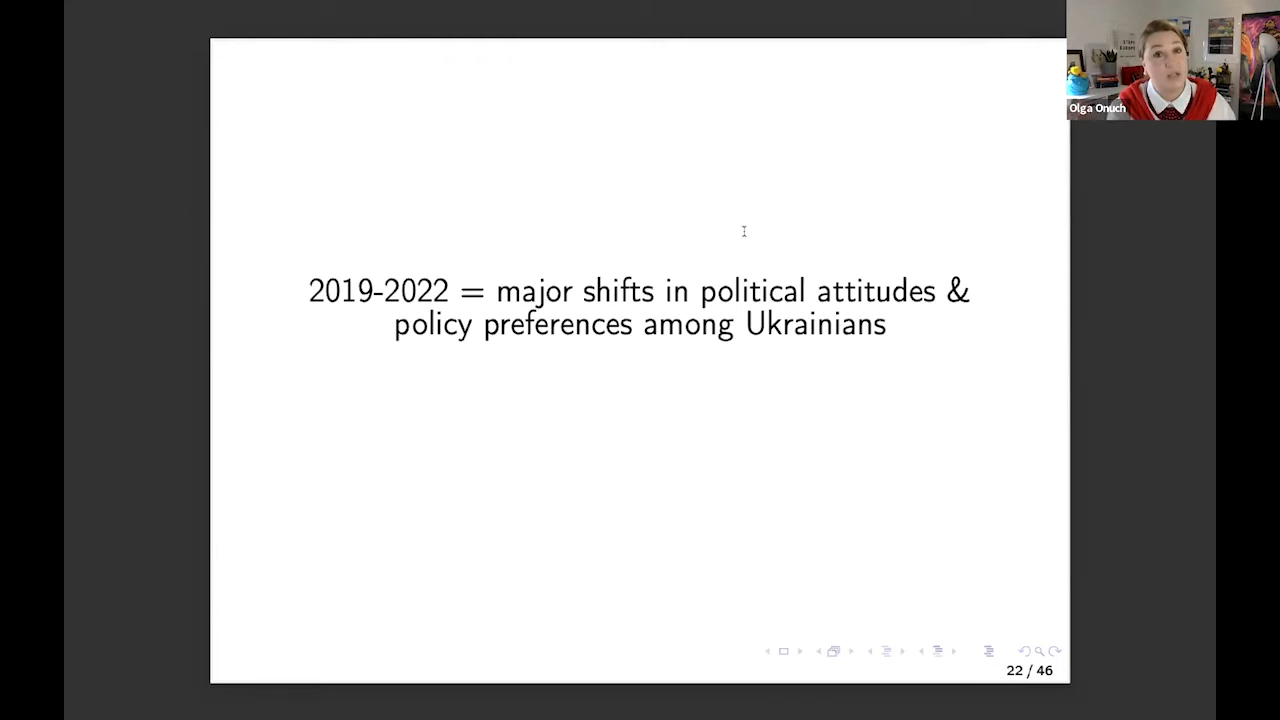 Olga Onuch
2019-2022 = major shifts in political attitudes &
policy preferences among Ukrainians
22 / 46